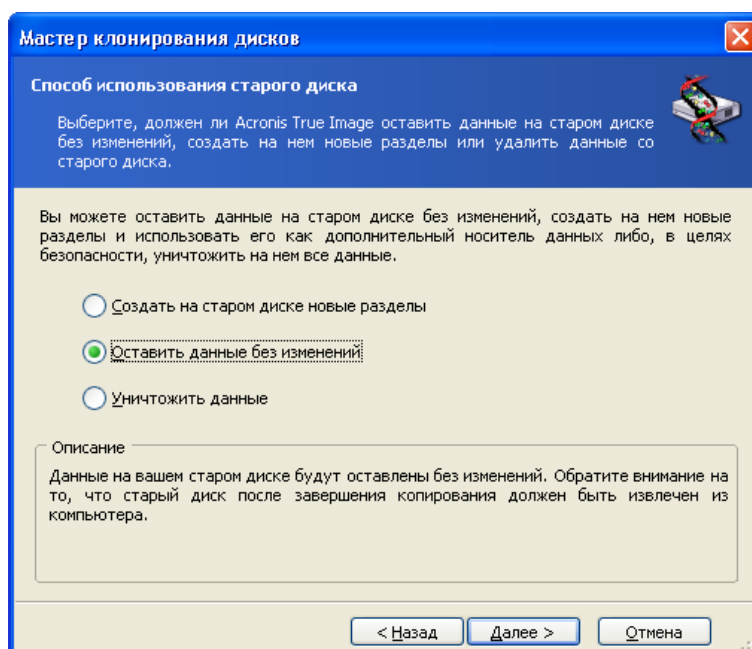 Мастер клонирования дисков
Способ использования старого диска
Выберите, должен ли Acronis True Image оставить данные на старом диске
без изменений, создать на нем новые разделы или удалить данные со
старого диска.
Вы можете оставить данные на старом диске без изменений, создать на нем новые
разделы и использовать его как дополнительный носитель данных либо, в целях
безопасности, уничтожить на нем все данные.
Создать на старом диске новые разделы
Оставить данные без изменений
Уничтожить данные
Описание
Данные на вашем старом диске будут оставлены без изменений. Обратите внимание на
то, что старый диск после завершения копирования должен быть извлечен из
компьютера.
< Назад Далее > Отмена